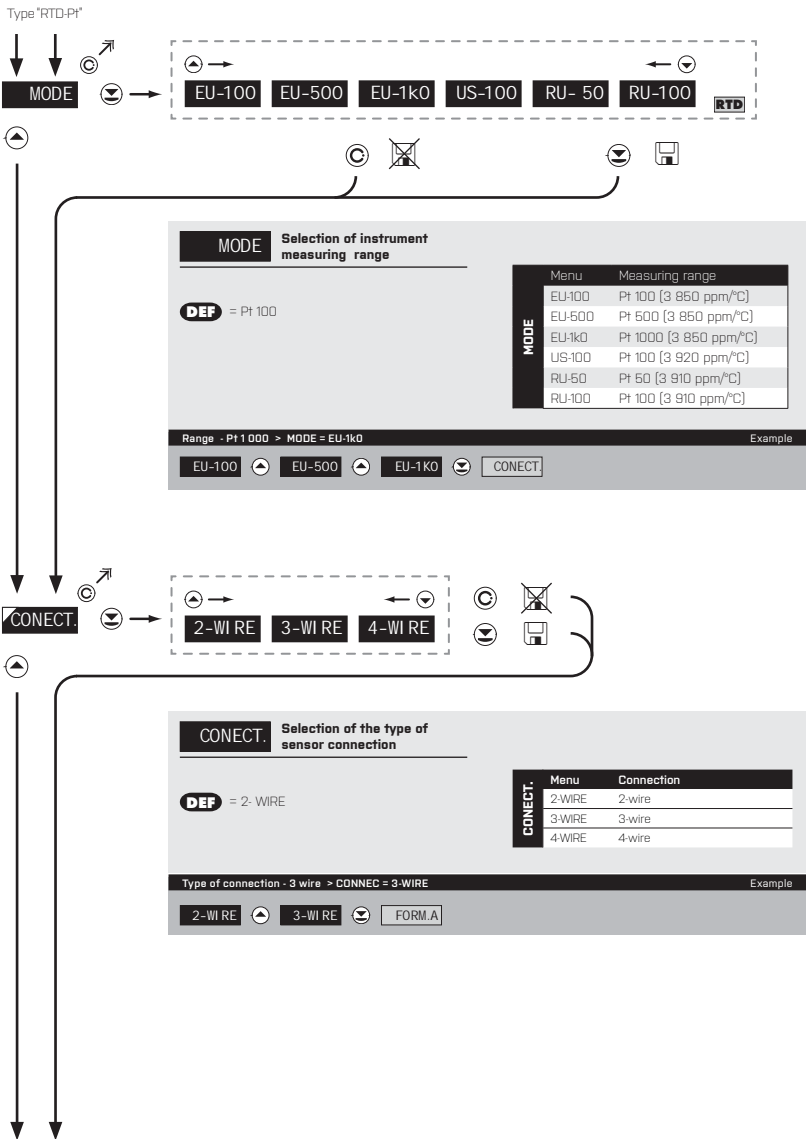 Type "RTD-Pt"
MODE
EU-100 EU-500 EU-1k0 US-100 RU- 50 RU-100
RTD
MODE Selection of instrument
measuring range
DEF = Pt 100
MODE
Menu Measuring range
EU-100 Pt 100 (3 850 ppm/°C)
EU-500 Pt 500 (3 850 ppm/°C)
EU-1k0 Pt 1000 (3 850 ppm/°C)
US-100 Pt 100 (3 920 ppm/°C)
RU-50 Pt 50 (3 910 ppm/°C)
RU-100 Pt 100 (3 910 ppm/°C)
Range - Pt 1 000 > MODE = EU-1k0 Example
EU-100 EU-500 EU-1K0 CONECT.
CONECT.
2-WIRE 3-WIRE 4-WIRE
CONECT. Selection of the type of
sensor connection
DEF = 2- WIRE
CONECT.
Menu Connection
2-WIRE 2-wire
3-WIRE 3-wire
4-WIRE 4-wire
Type of connection - 3 wire > CONNEC = 3-WIRE Example
2-WIRE 3-WIRE FORM.A